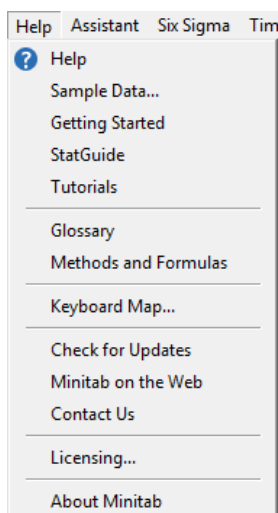 Help Assistant Six Sigma Tim
? Help
Sample Data...
Getting Started
StatGuide
Tutorials
Glossary
Methods and Formulas
Keyboard Map...
Check for Updates
Minitab on the Web
Contact Us
Licensing...
About Minitab